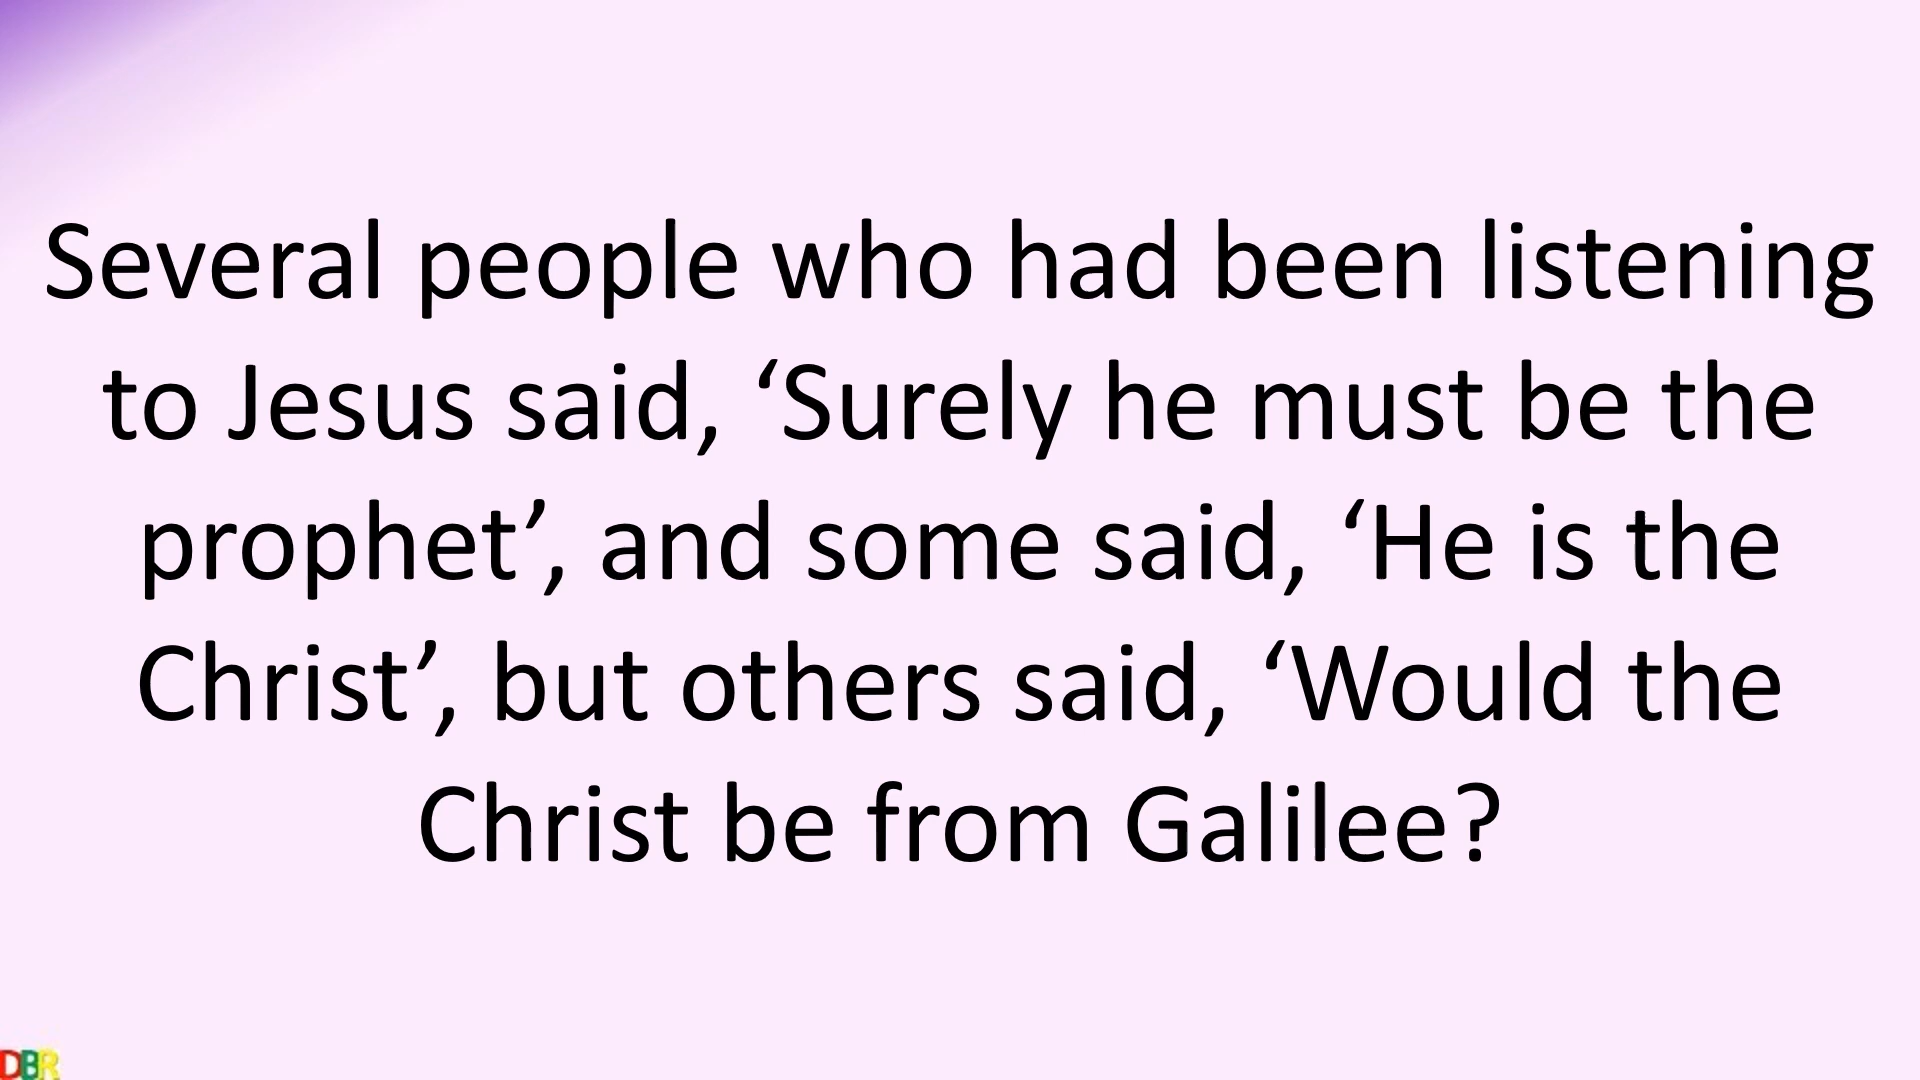 Several people who had been listening
to Jesus said, ‘Surely he must be the
prophet’, and some said, ‘He is the
Christ’, but others said, ‘Would the
Christ be from Galilee?
DBR